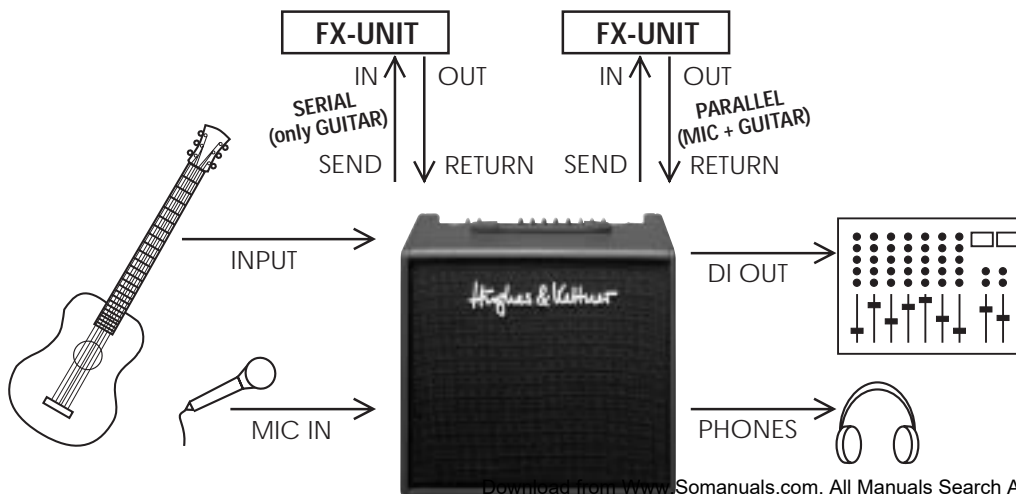 FX-UNIT
FX-UNIT
IN
OUT
IN
OUT
SERIAL
(only GUITAR)
PARALLEL
(MIC + GUITAR)
SEND
RETURN
SEND
RETURN
INPUT
DI OUT
Hughes & Kettner
MIC IN
PHONES
Download from Www.Somanuals.com. All Manuals Search A